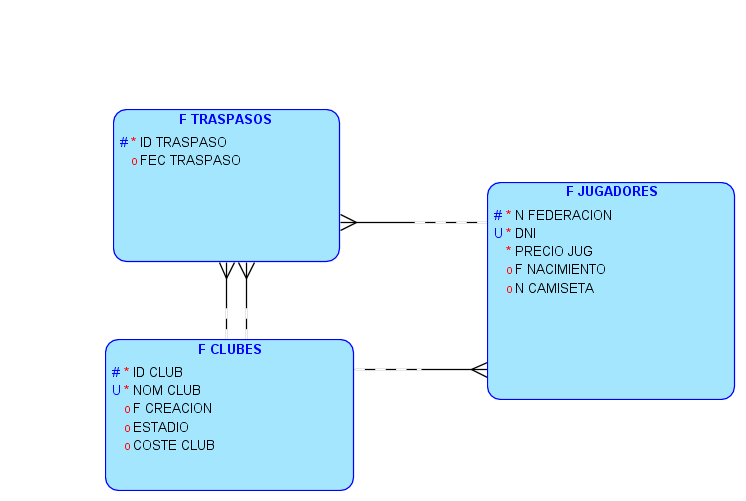 F TRASPASOS
# * ID TRASPASO
o FEC TRASPASO
F JUGADORES
# * N FEDERACION
U * DNI
* PRECIO JUG
o F NACIMIENTO
o N CAMISETA
F CLUBES
# * ID CLUB
U * NOM CLUB
o F CREACION
o ESTADIO
o COSTE CLUB